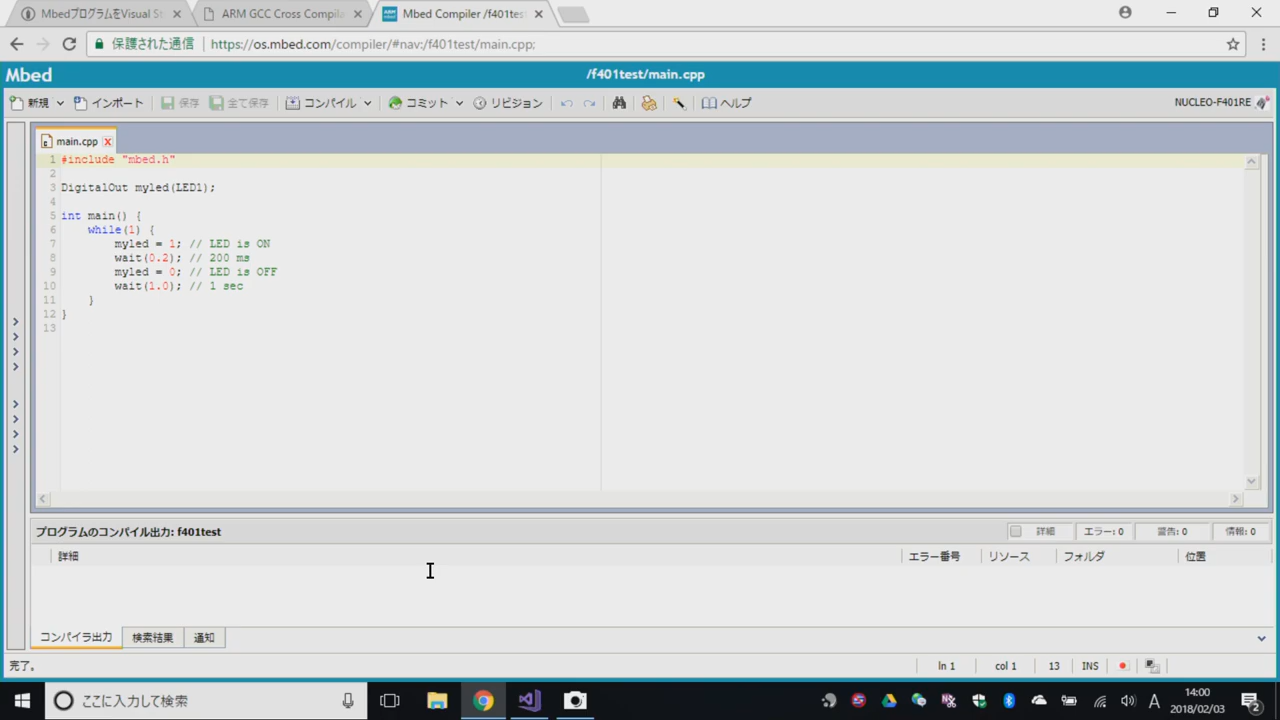 MbedプログラムをVisual St
ARM GCC Cross Compila
Mbed Compiler /f401test
保護された通信
https://os.mbed.com/compiler/#nav:/f401test/main.cpp;
Mbed
/f401test/main.cpp
新規
インポート
保存
全て保存
コンパイル
コミット
リビジョン
ヘルプ
NUCLEO-F401RE
main.cpp
1 #include "mbed.h"
2
3 DigitalOut myled(LED1);
4
5 int main() {
6 while(1) {
7 myled = 1; // LED is ON
8 wait(0.2); // 200 ms
9 myled = 0; // LED is OFF
10 wait(1.0); // 1 sec
11 }
12 }
13
プログラムのコンパイル出力: f401test
詳細
エラー: 0
警告: 0
情報: 0
詳細
エラー番号
リソース
フォルダ
位置
コンパイラ出力
検索結果
通知
完了。
ln 1
col 1
13
INS
ここに入力して検索
A
14:00
2018/02/03
2